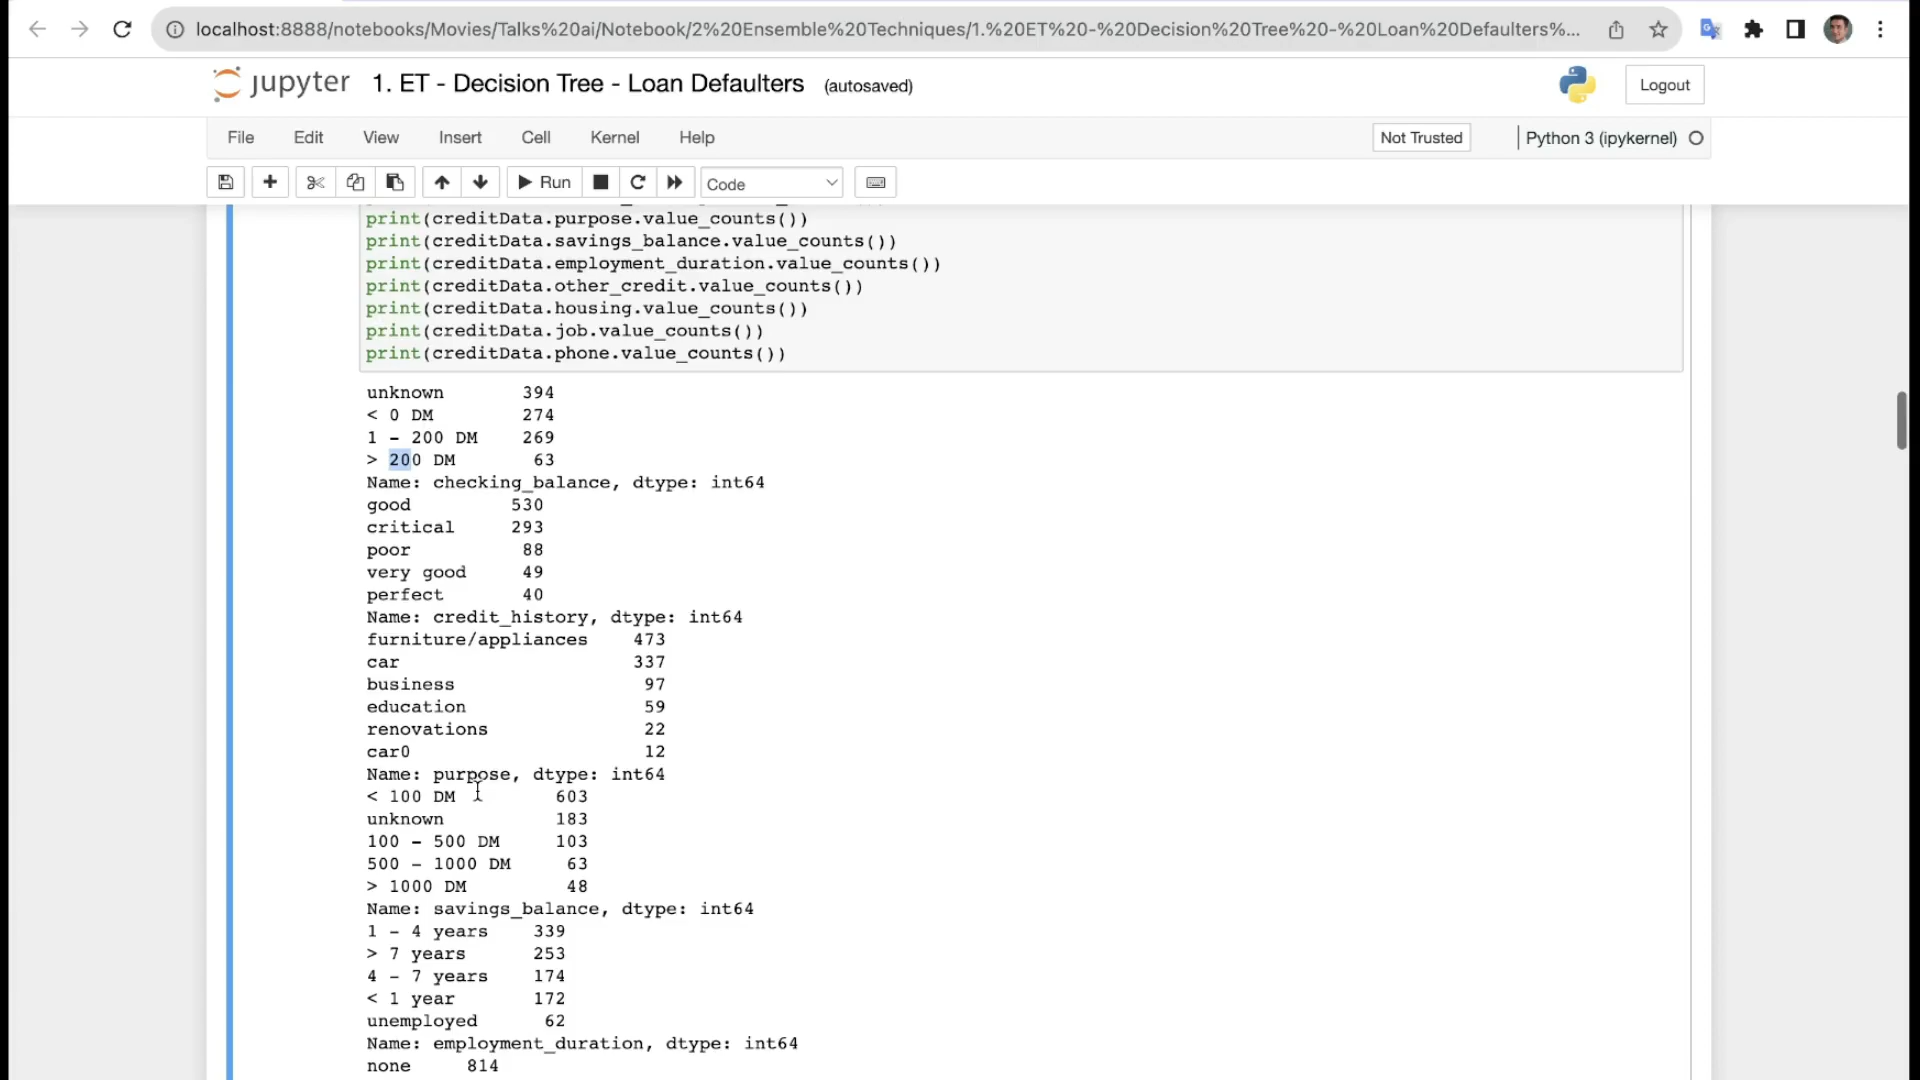 localhost:8888/notebooks/Movies/Talks%20ai/Notebook/2%20Ensemble%20Techniques/1.%20ET%20-%20Decision%20Tree%20-%20Loan%20Defaulters%...
jupyter 1. ET - Decision Tree - Loan Defaulters (autosaved)
Logout
File Edit View Insert Cell Kernel Help
Not Trusted
Python 3 (ipykernel)
Run
Code
print(creditData.purpose.value_counts())
print(creditData.savings_balance.value_counts())
print(creditData.employment_duration.value_counts())
print(creditData.other_credit.value_counts())
print(creditData.housing.value_counts())
print(creditData.job.value_counts())
print(creditData.phone.value_counts())
unknown 394
< 0 DM 274
1 - 200 DM 269
> 200 DM 63
Name: checking_balance, dtype: int64
good 530
critical 293
poor 88
very good 49
perfect 40
Name: credit_history, dtype: int64
furniture/appliances 473
car 337
business 97
education 59
renovations 22
car0 12
Name: purpose, dtype: int64
< 100 DM 603
unknown 183
100 - 500 DM 103
500 - 1000 DM 63
> 1000 DM 48
Name: savings_balance, dtype: int64
1 - 4 years 339
> 7 years 253
4 - 7 years 174
< 1 year 172
unemployed 62
Name: employment_duration, dtype: int64
none 814